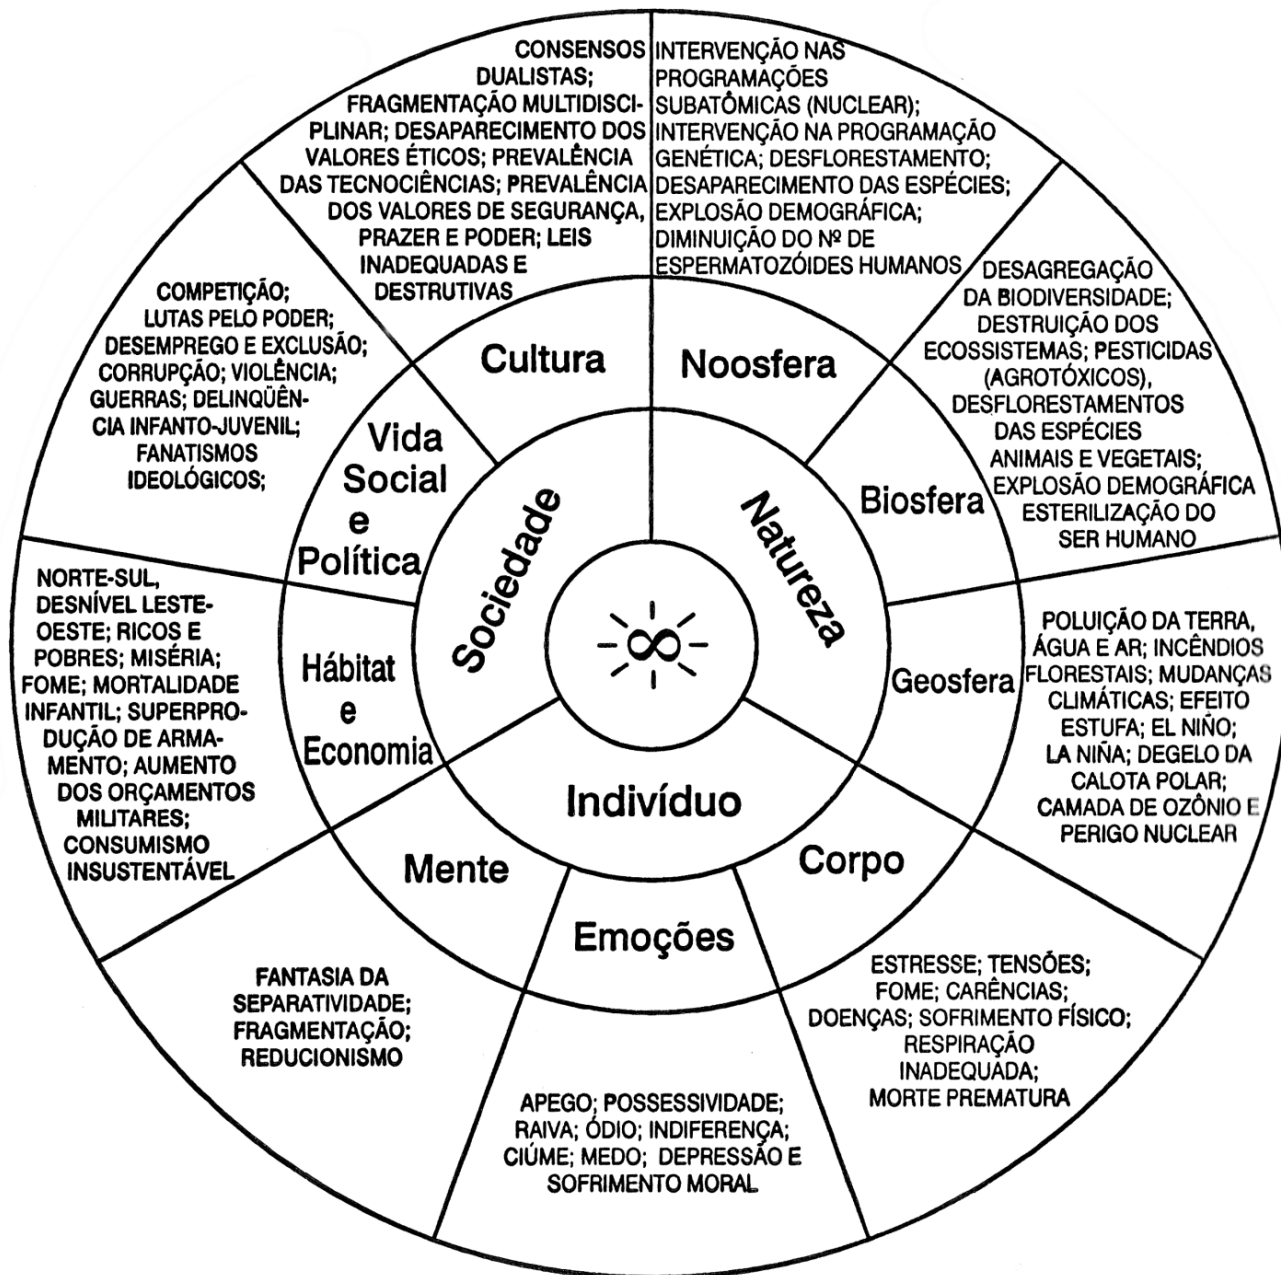 CONSENSOS
DUALISTAS;
FRAGMENTAÇÃO MULTIDISCI-
PLINAR; DESAPARECIMENTO DOS
VALORES ÉTICOS; PREVALÊNCIA
DAS TECNOCIÊNCIAS; PREVALÊNCIA
DOS VALORES DE SEGURANÇA,
PRAZER E PODER; LEIS
INADEQUADAS E
DESTRUTIVAS
INTERVENÇÃO NAS
PROGRAMAÇÕES
SUBATÔMICAS (NUCLEAR);
INTERVENÇÃO NA PROGRAMAÇÃO
GENÉTICA; DESFLORESTAMENTO;
DESAPARECIMENTO DAS ESPÉCIES;
EXPLOSÃO DEMOGRÁFICA;
DIMINUIÇÃO DO Nº DE
ESPERMATOZÓIDES HUMANOS
DESAGREGAÇÃO
DA BIODIVERSIDADE;
DESTRUIÇÃO DOS
ECOSSISTEMAS; PESTICIDAS
(AGROTÓXICOS),
DESFLORESTAMENTOS
DAS ESPÉCIES
ANIMAIS E VEGETAIS;
EXPLOSÃO DEMOGRÁFICA
ESTERILIZAÇÃO DO
SER HUMANO
POLUIÇÃO DA TERRA,
ÁGUA E AR; INCÊNDIOS
FLORESTAIS; MUDANÇAS
CLIMÁTICAS; EFEITO
ESTUFA; EL NIÑO;
LA NIÑA; DEGELO DA
CALOTA POLAR;
CAMADA DE OZÔNIO E
PERIGO NUCLEAR
ESTRESSE; TENSÕES;
FOME; CARÊNCIAS;
DOENÇAS; SOFRIMENTO FÍSICO;
RESPIRAÇÃO
INADEQUADA;
MORTE PREMATURA
APEGO; POSSESSIVIDADE;
RAIVA; ÓDIO; INDIFERENÇA;
CIÚME; MEDO; DEPRESSÃO E
SOFRIMENTO MORAL
FANTASIA DA
SEPARATIVIDADE;
FRAGMENTAÇÃO;
REDUCIONISMO
NORTE-SUL,
DESNÍVEL LESTE-
OESTE; RICOS E
POBRES; MISÉRIA;
FOME; MORTALIDADE
INFANTIL; SUPERPRO-
DUÇÃO DE ARMA-
MENTO; AUMENTO
DOS ORÇAMENTOS
MILITARES;
CONSUMISMO
INSUSTENTÁVEL
COMPETIÇÃO;
LUTAS PELO PODER;
DESEMPREGO E EXCLUSÃO;
CORRUPÇÃO; VIOLÊNCIA;
GUERRAS; DELINQÜÊN-
CIA INFANTO-JUVENIL;
FANATISMOS
IDEOLÓGICOS;
Cultura
Noosfera
Biosfera
Geosfera
Corpo
Emoções
Mente
Hábitat
e
Economia
Vida
Social
e
Política
Sociedade
Natureza
Indivíduo
∞